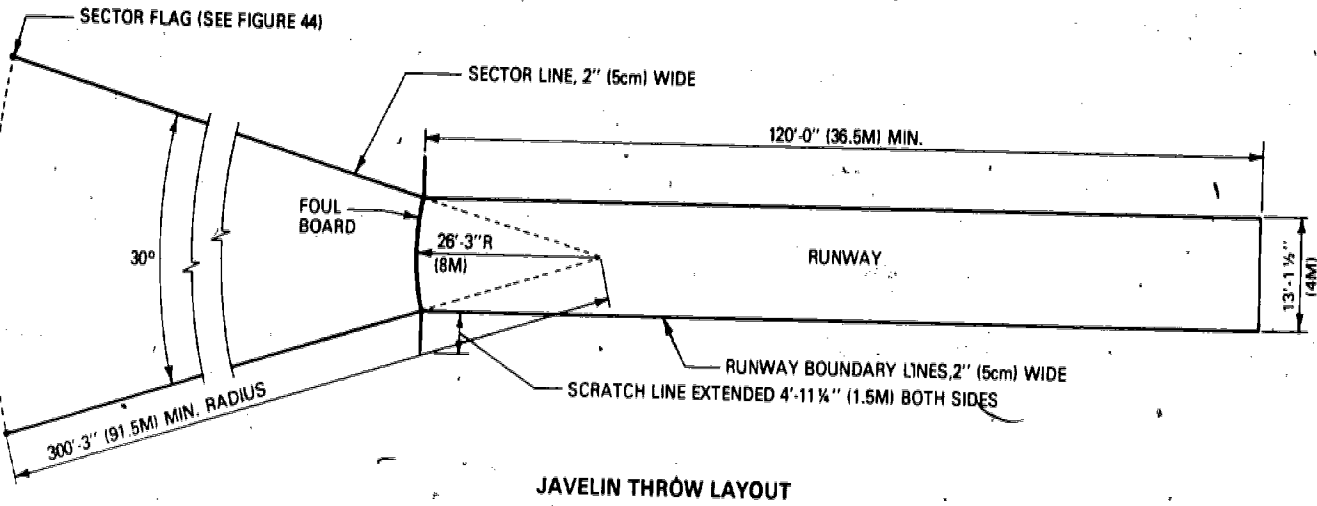 SECTOR FLAG (SEE FIGURE 44)
SECTOR LINE, 2" (5cm) WIDE
120'-0" (36.5M) MIN.
FOUL
BOARD
26'-3"R
(8M)
30°
RUNWAY
13'-1 ½"
(4M)
RUNWAY BOUNDARY LINES,2" (5cm) WIDE
SCRATCH LINE EXTENDED 4'-11¼" (1.5M) BOTH SIDES
300'-3" (91.5M) MIN. RADIUS
JAVELIN THROW LAYOUT